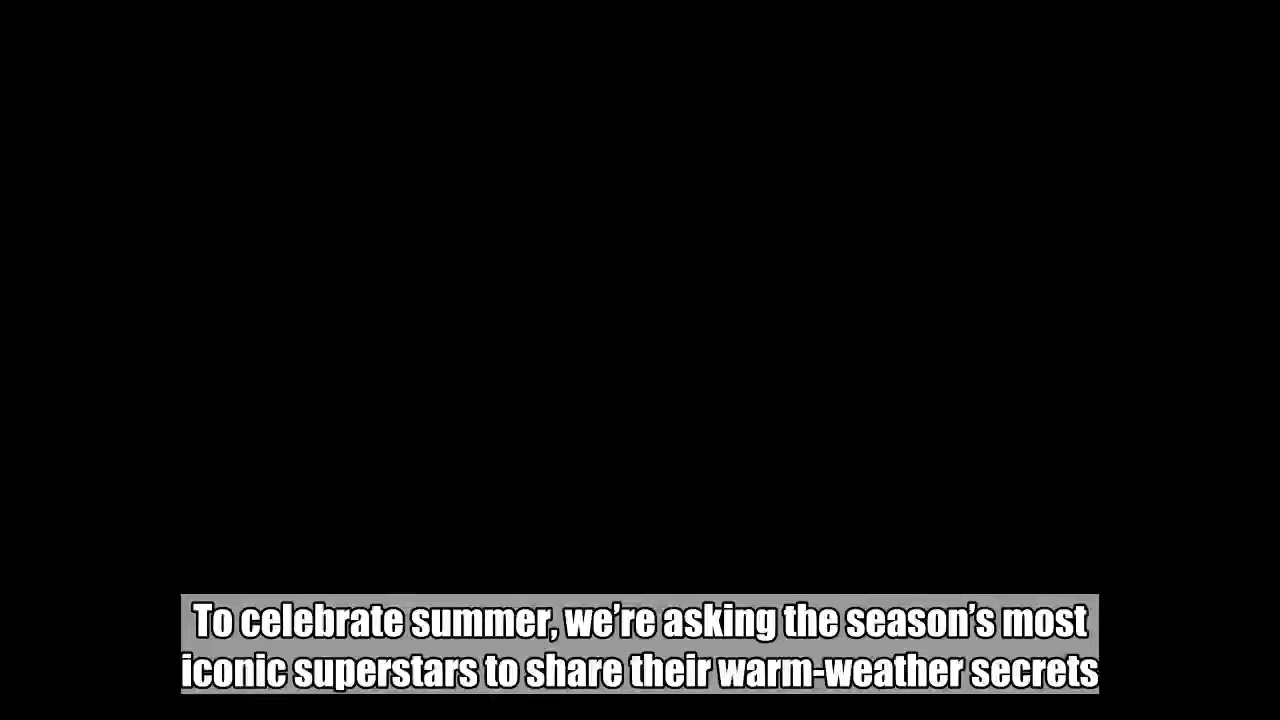 To celebrate summer, we’re asking the season’s most
iconic superstars to share their warm-weather secrets